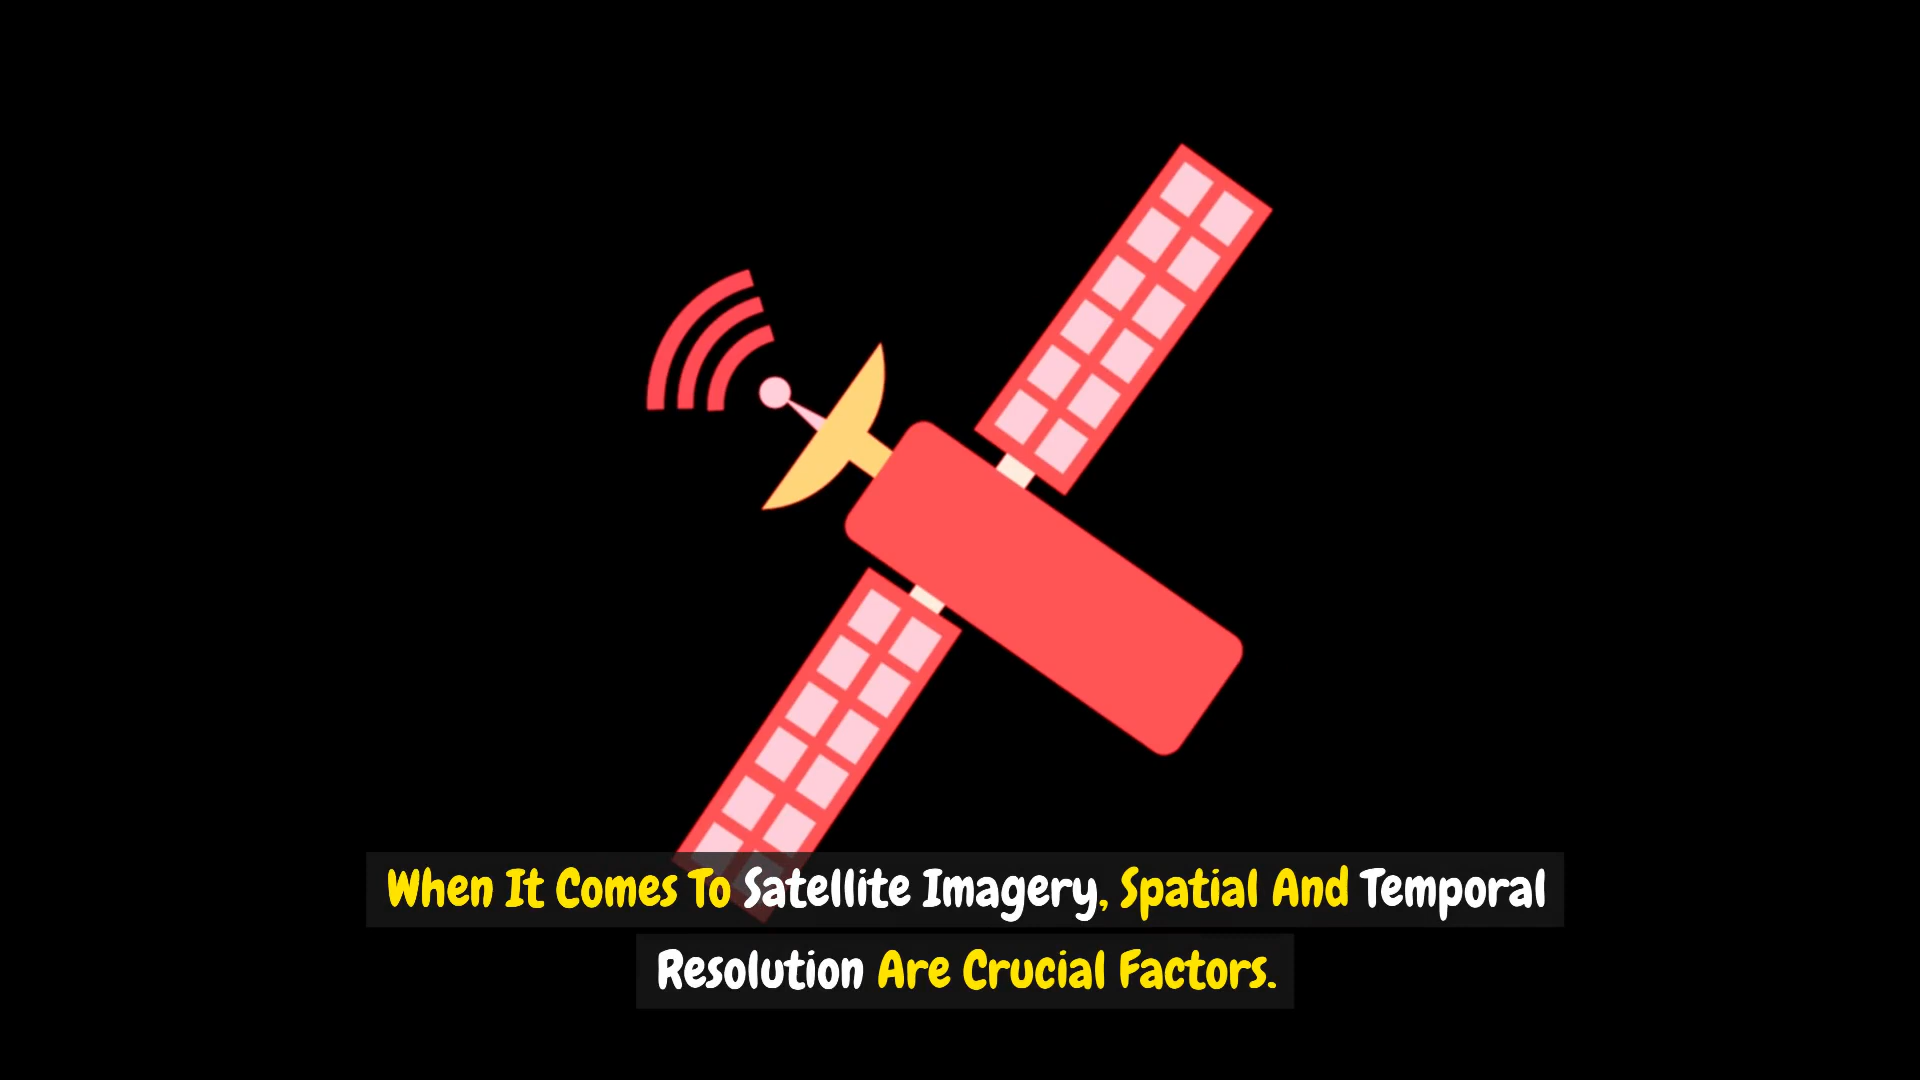 When It Comes To Satellite Imagery, Spatial And Temporal
Resolution Are Crucial Factors.